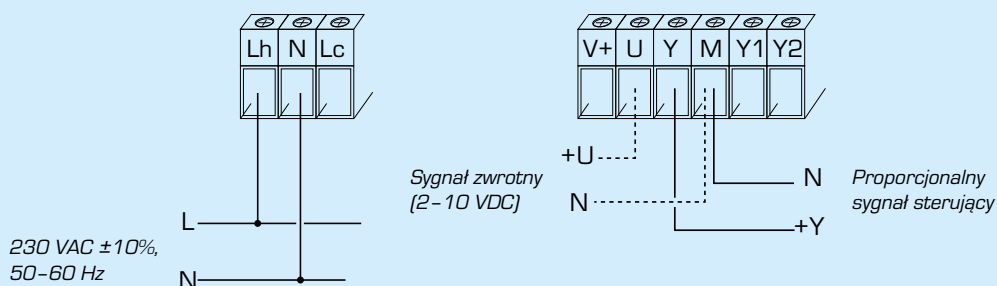 Lh N Lc
V+ U Y M Y1 Y2
+U
Sygnał zwrotny
(2–10 VDC)
N
N
Proporcjonalny
sygnał sterujący
+Y
L
230 VAC ±10%,
50–60 Hz
N